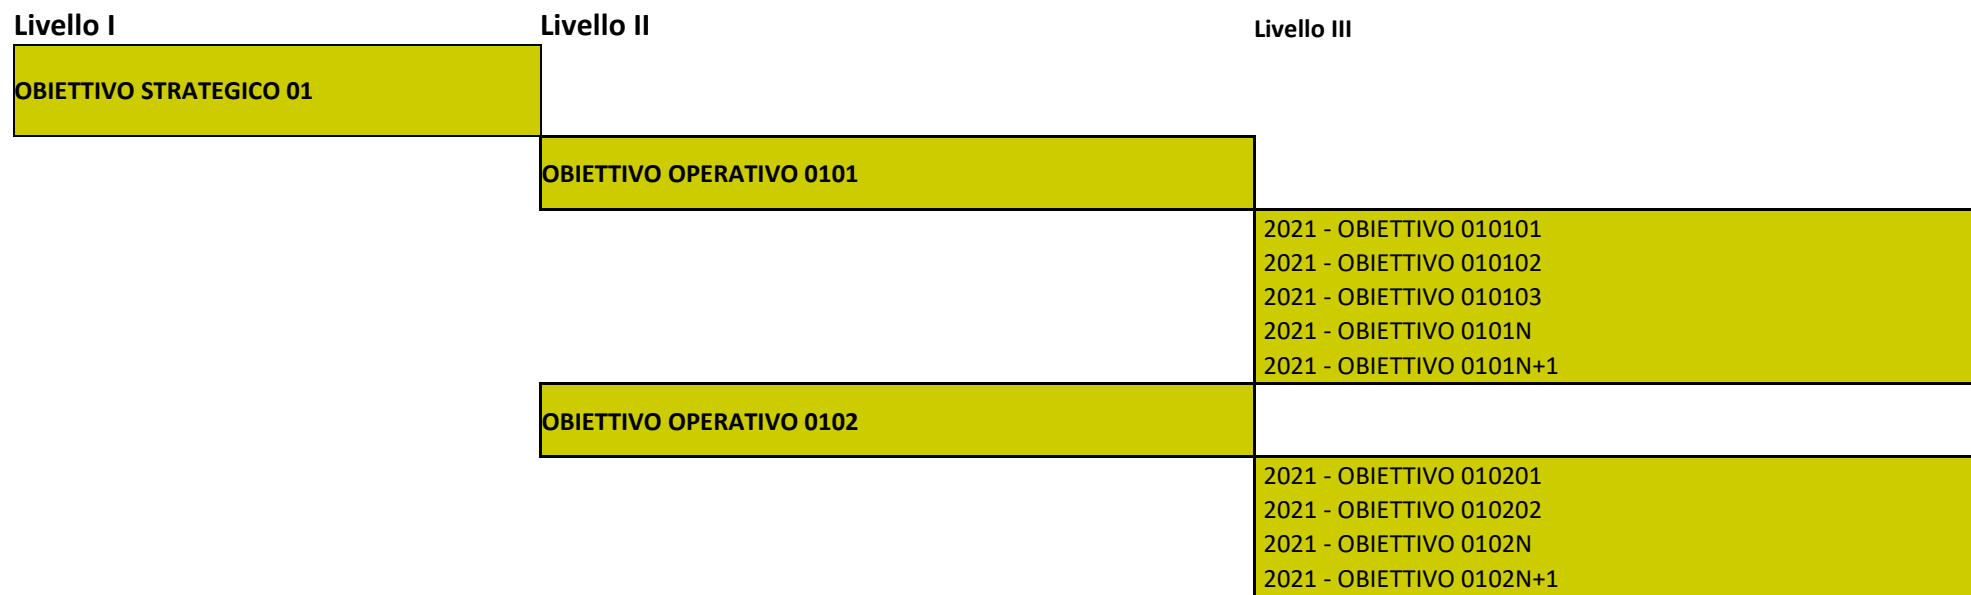 Livello I
Livello II
Livello III
OBIETTIVO STRATEGICO 01
OBIETTIVO OPERATIVO 0101
2021 - OBIETTIVO 010101
2021 - OBIETTIVO 010102
2021 - OBIETTIVO 010103
2021 - OBIETTIVO 0101N
2021 - OBIETTIVO 0101N+1
OBIETTIVO OPERATIVO 0102
2021 - OBIETTIVO 010201
2021 - OBIETTIVO 010202
2021 - OBIETTIVO 0102N
2021 - OBIETTIVO 0102N+1